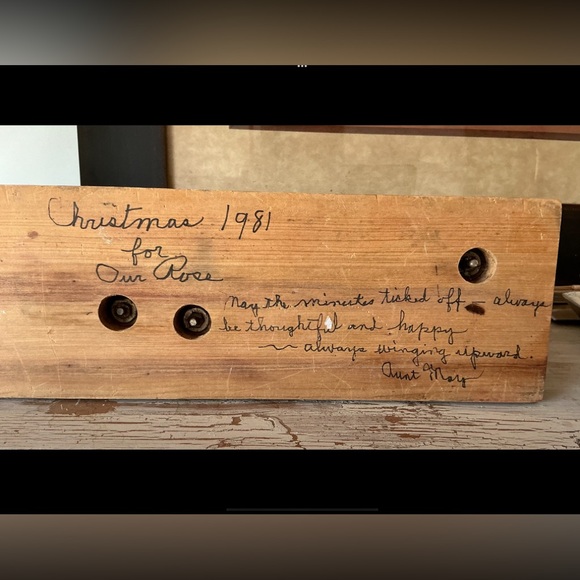 Christmas 1981
for
Our Rose
May the minutes ticked off — always
be thoughtful and happy
always winging upward.
Aunt May